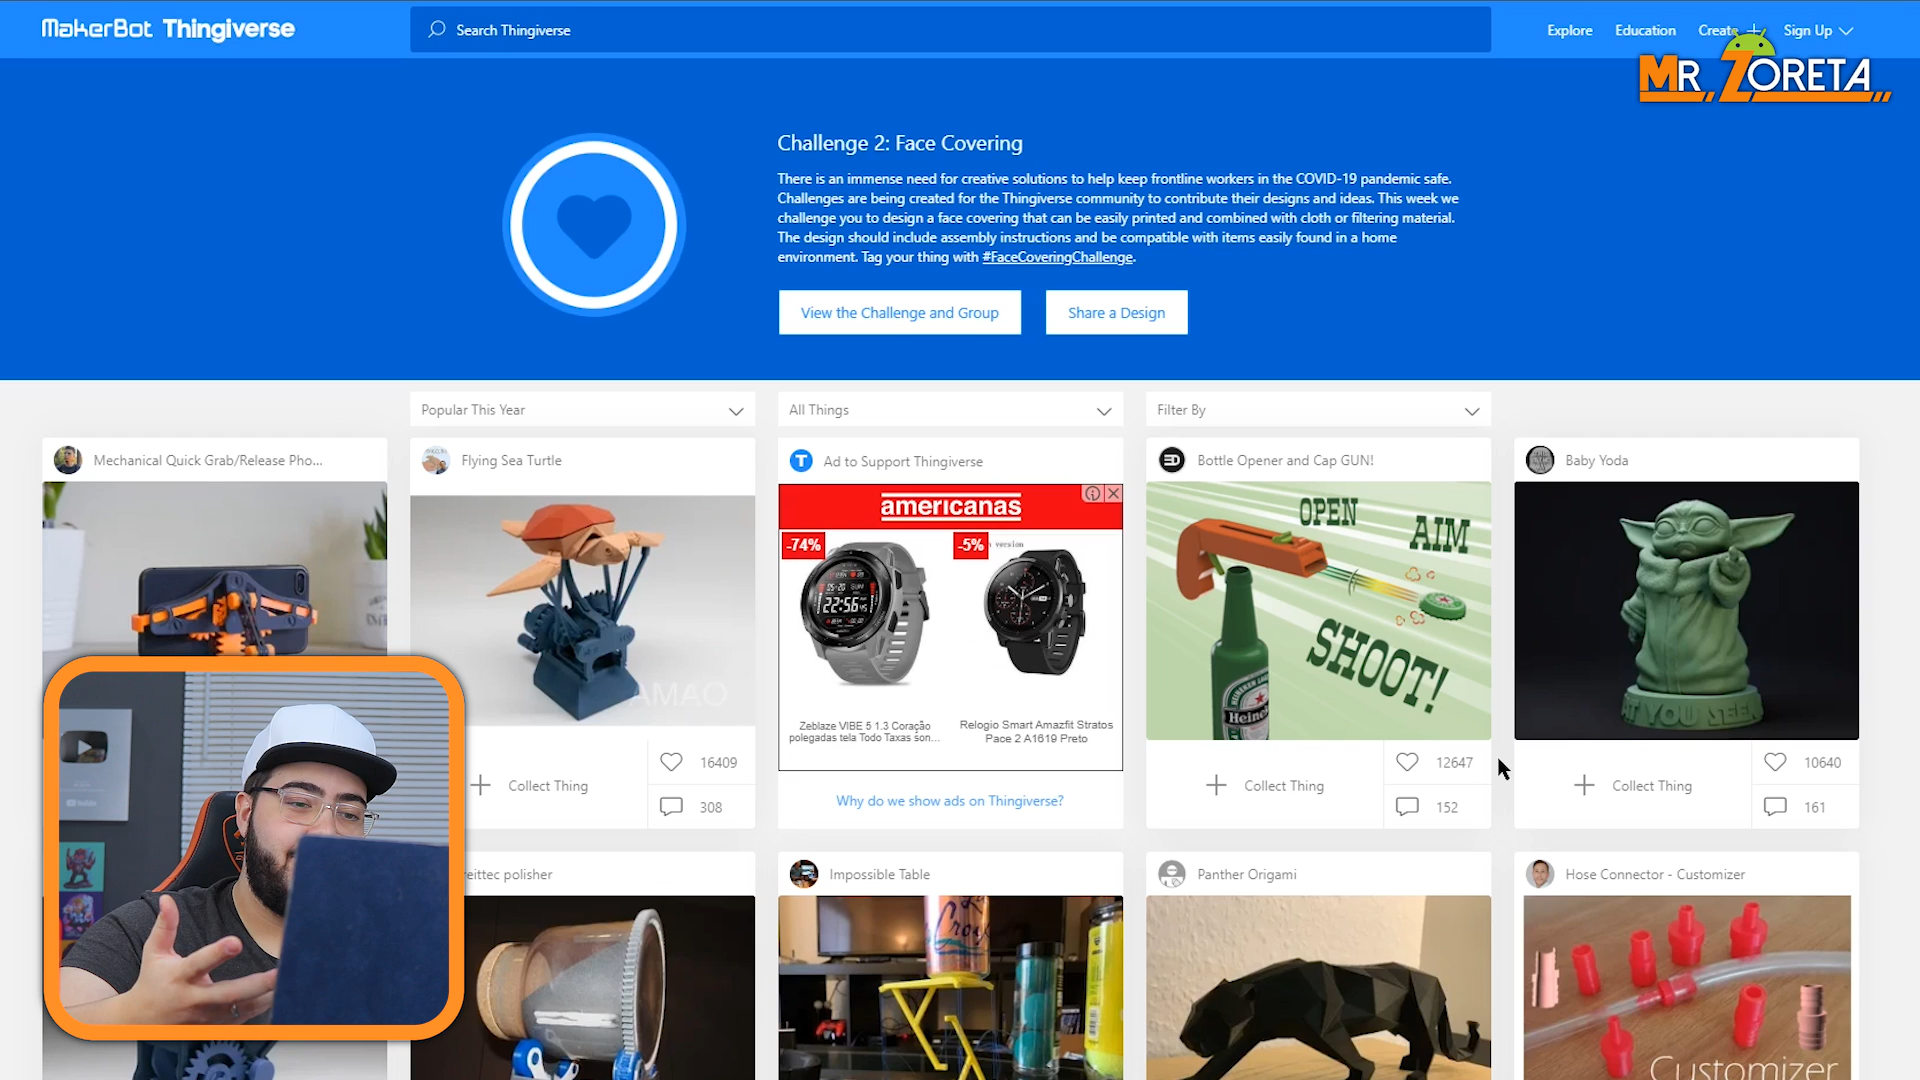 MakerBot Thingiverse
Search Thingiverse
Explore
Education
Create
Sign Up
MR. ZORETA
Challenge 2: Face Covering
There is an immense need for creative solutions to help keep frontline workers in the COVID-19 pandemic safe.
Challenges are being created for the Thingiverse community to contribute their designs and ideas. This week we
challenge you to design a face covering that can be easily printed and combined with cloth or filtering material.
The design should include assembly instructions and be compatible with items easily found in a home
environment. Tag your thing with #FaceCoveringChallenge.
View the Challenge and Group
Share a Design
Popular This Year
All Things
Filter By
Mechanical Quick Grab/Release Pho...
Flying Sea Turtle
AMAO
Collect Thing
16409
308
Ad to Support Thingiverse
americanas
-74%
-5%
version
22:56
Zeblaze VIBE 5 1.3 Coração
polegadas tela Todo Taxas son...
Relogio Smart Amazfit Stratos
Pace 2 A1619 Preto
Why do we show ads on Thingiverse?
Bottle Opener and Cap GUN!
OPEN
AIM
SHOOT!
Heineken
Collect Thing
12647
152
Baby Yoda
Collect Thing
10640
161
polisher
Impossible Table
Panther Origami
Hose Connector - Customizer
Customizer